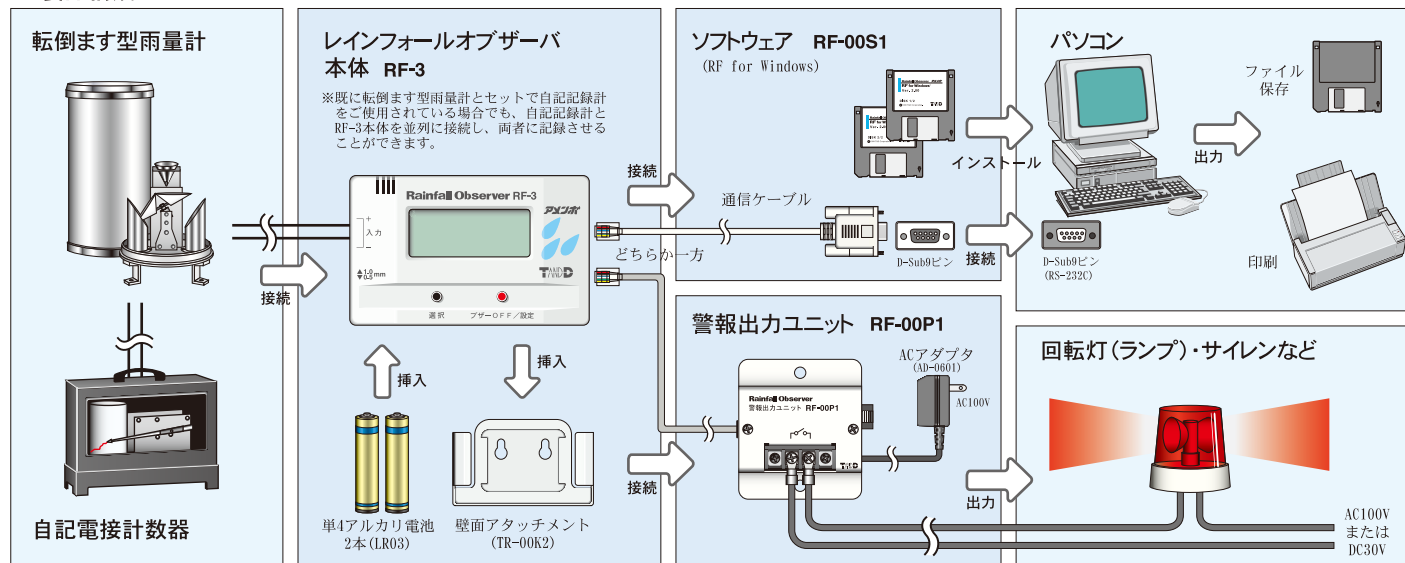 転倒ます型雨量計
接続
自記電接計数器
レインフォールオブザーバ
本体 RF-3
※既に転倒ます型雨量計とセットで自記記録計
をご使用されている場合でも、自記記録計と
RF-3本体を並列に接続し、両者に記録させる
ことができます。
Rainfall Observer RF-3
アメンボ
+
入力
−
TAND
選択
ブザーOFF/設定
挿入
挿入
単4アルカリ電池
2本(LR03)
壁面アタッチメント
(TR-00K2)
ソフトウェア RF-00S1
(RF for Windows)
インストール
接続
通信ケーブル
どちらか一方
D-Sub9ピン
接続
パソコン
出力
ファイル
保存
D-Sub9ピン
(RS-232C)
印刷
警報出力ユニット RF-00P1
接続
Rainfall Observer
警報出力ユニット RF-00P1
ACアダプタ
(AD-0601)
AC100V
出力
回転灯(ランプ)・サイレンなど
AC100V
または
DC30V